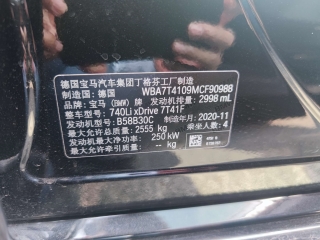 德国宝马汽车集团丁格芬工厂制造
制造国：德国 WBA7T4109MCF90988
品牌：宝马（BMW）牌 发动机排量：2998 mL
整车型号：740Li xDrive 7T41F
发动机型号：B58B30C 制造年月：2020-11
最大允许总质量：2555 kg 乘坐人数：4
发动机最大净功率：250 kW
-- kg